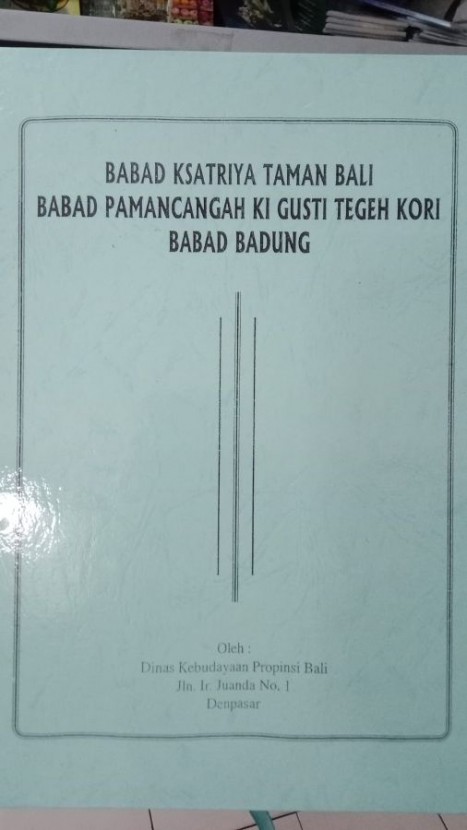 BABAD KSATRIYA TAMAN BALI
BABAD PAMANCANGAH KI GUSTI TEGEH KORI
BABAD BADUNG
Oleh :
Dinas Kebudayaan Propinsi Bali
Jln. Ir. Juanda No. 1
Denpasar